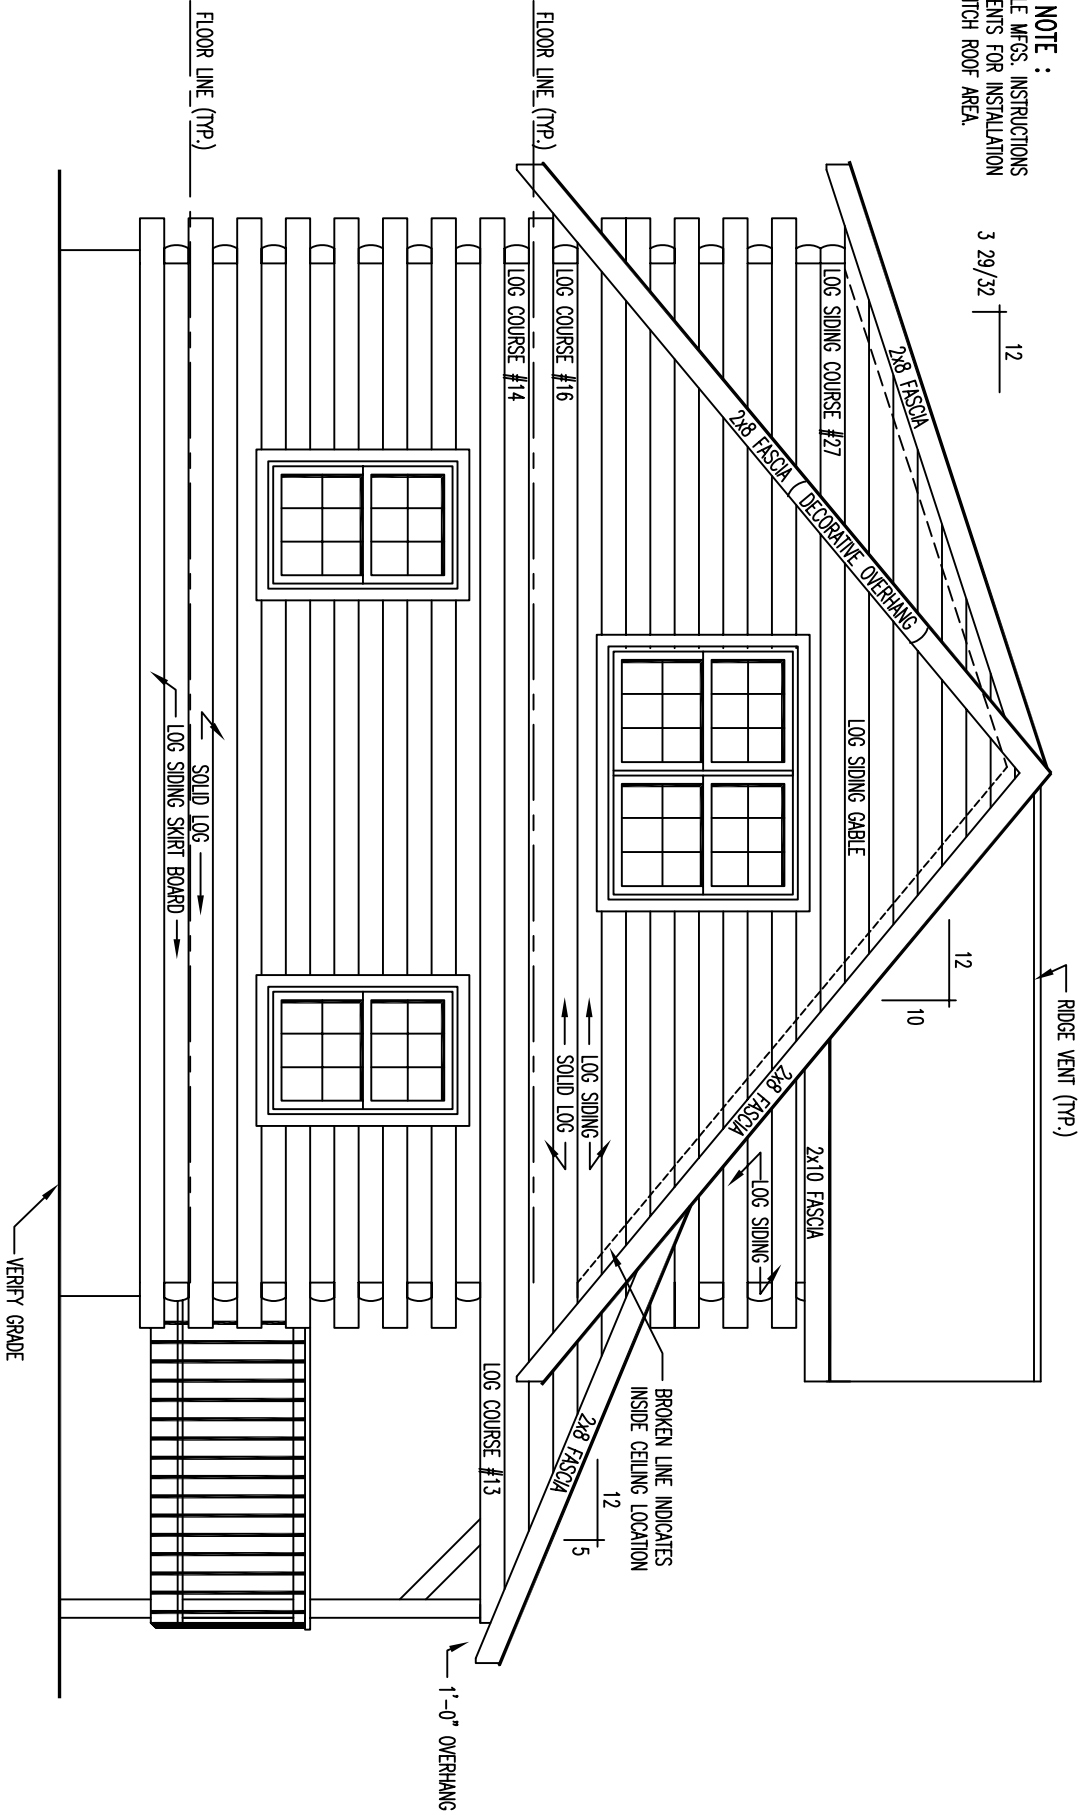 NOTE :
LE MFGS. INSTRUCTIONS
ENTS FOR INSTALLATION
ITCH ROOF AREA.
3 29/32
12
2x8 FASCIA
2x8 FASCIA ( DECORATIVE OVERHANG )
RIDGE VENT (TYP.)
12
10
LOG SIDING GABLE
LOG SIDING COURSE #27
2x10 FASCIA
2x8 FASCIA
LOG SIDING
LOG SIDING
SOLID LOG
BROKEN LINE INDICATES
INSIDE CEILING LOCATION
12
5
2x8 FASCIA
FLOOR LINE (TYP.)
LOG COURSE #16
LOG COURSE #14
LOG COURSE #13
1'-0" OVERHANG
FLOOR LINE (TYP.)
SOLID LOG
LOG SIDING SKIRT BOARD
VERIFY GRADE